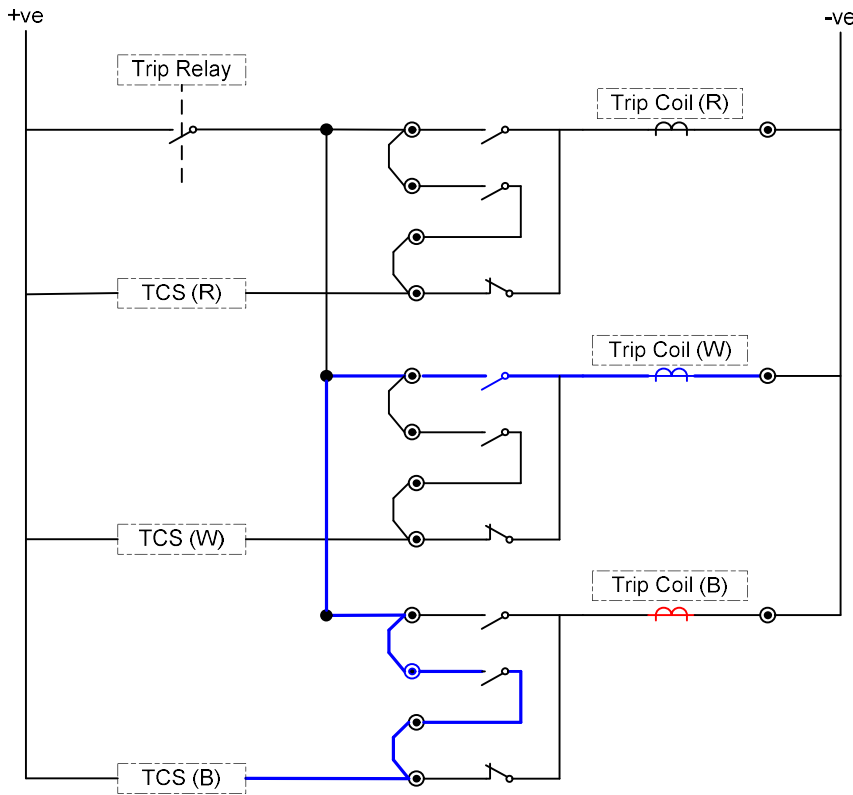 +ve
-ve
Trip Relay
Trip Coil (R)
TCS (R)
Trip Coil (W)
TCS (W)
Trip Coil (B)
TCS (B)